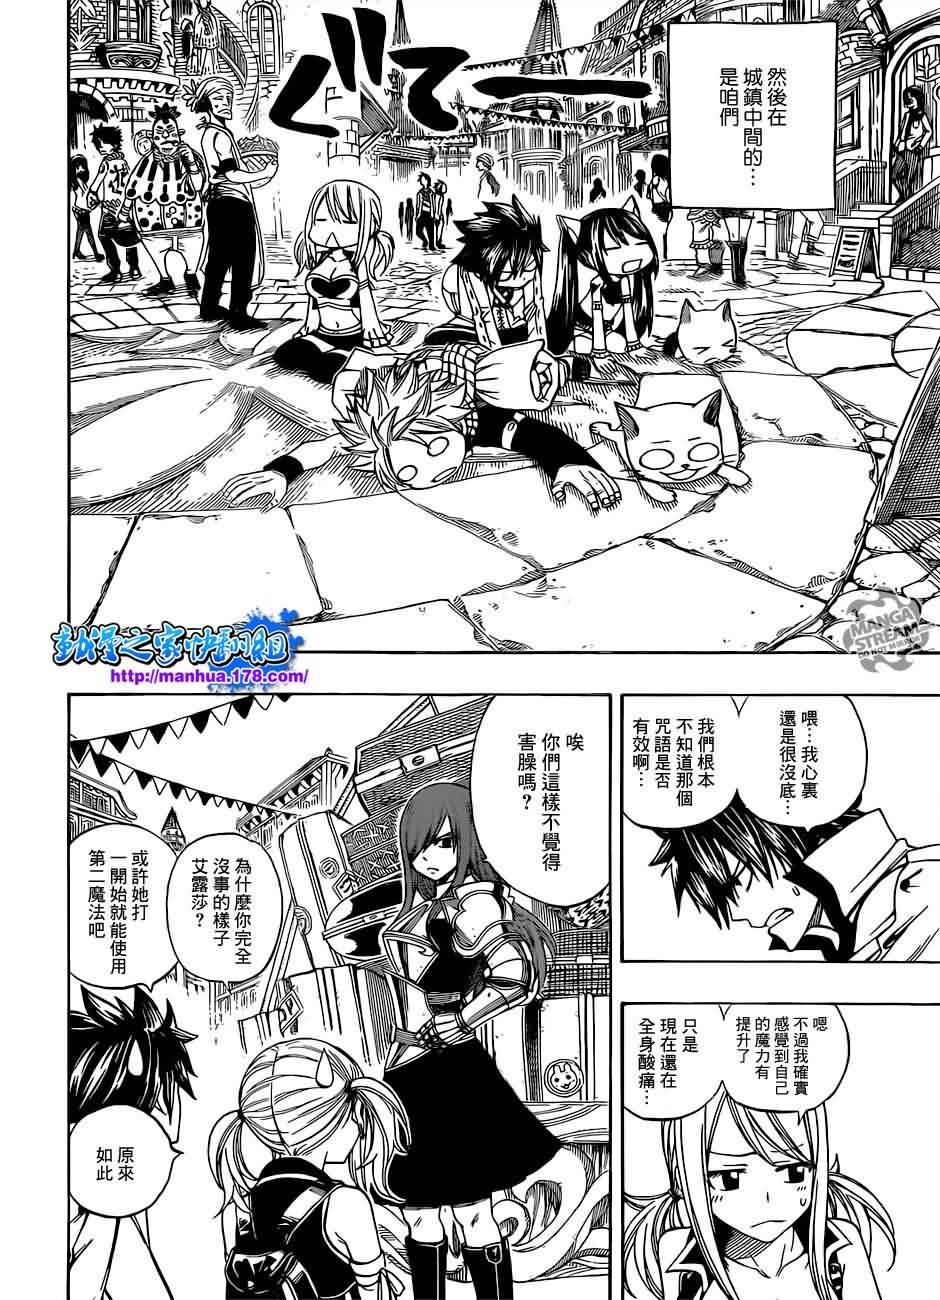 然後在
城鎮中間的…
是咱們
ぐてー
動漫之家快翻組
http://manhua.178.com/
MANGA
STREAM
DO NOT MIRROR
喂…我心裏
還是很沒底…
我們根本
不知道那個
咒語是否
有效啊…
嗯
不過我確實
感覺到自己
的魔力有
提升了
只是
現在還在
全身酸痛…
唉
你們這樣不覺得
害臊嗎？
為什麼你完全
沒事的樣子
艾露莎？
或許她打
一開始就能使用
第二魔法吧
原來
如此